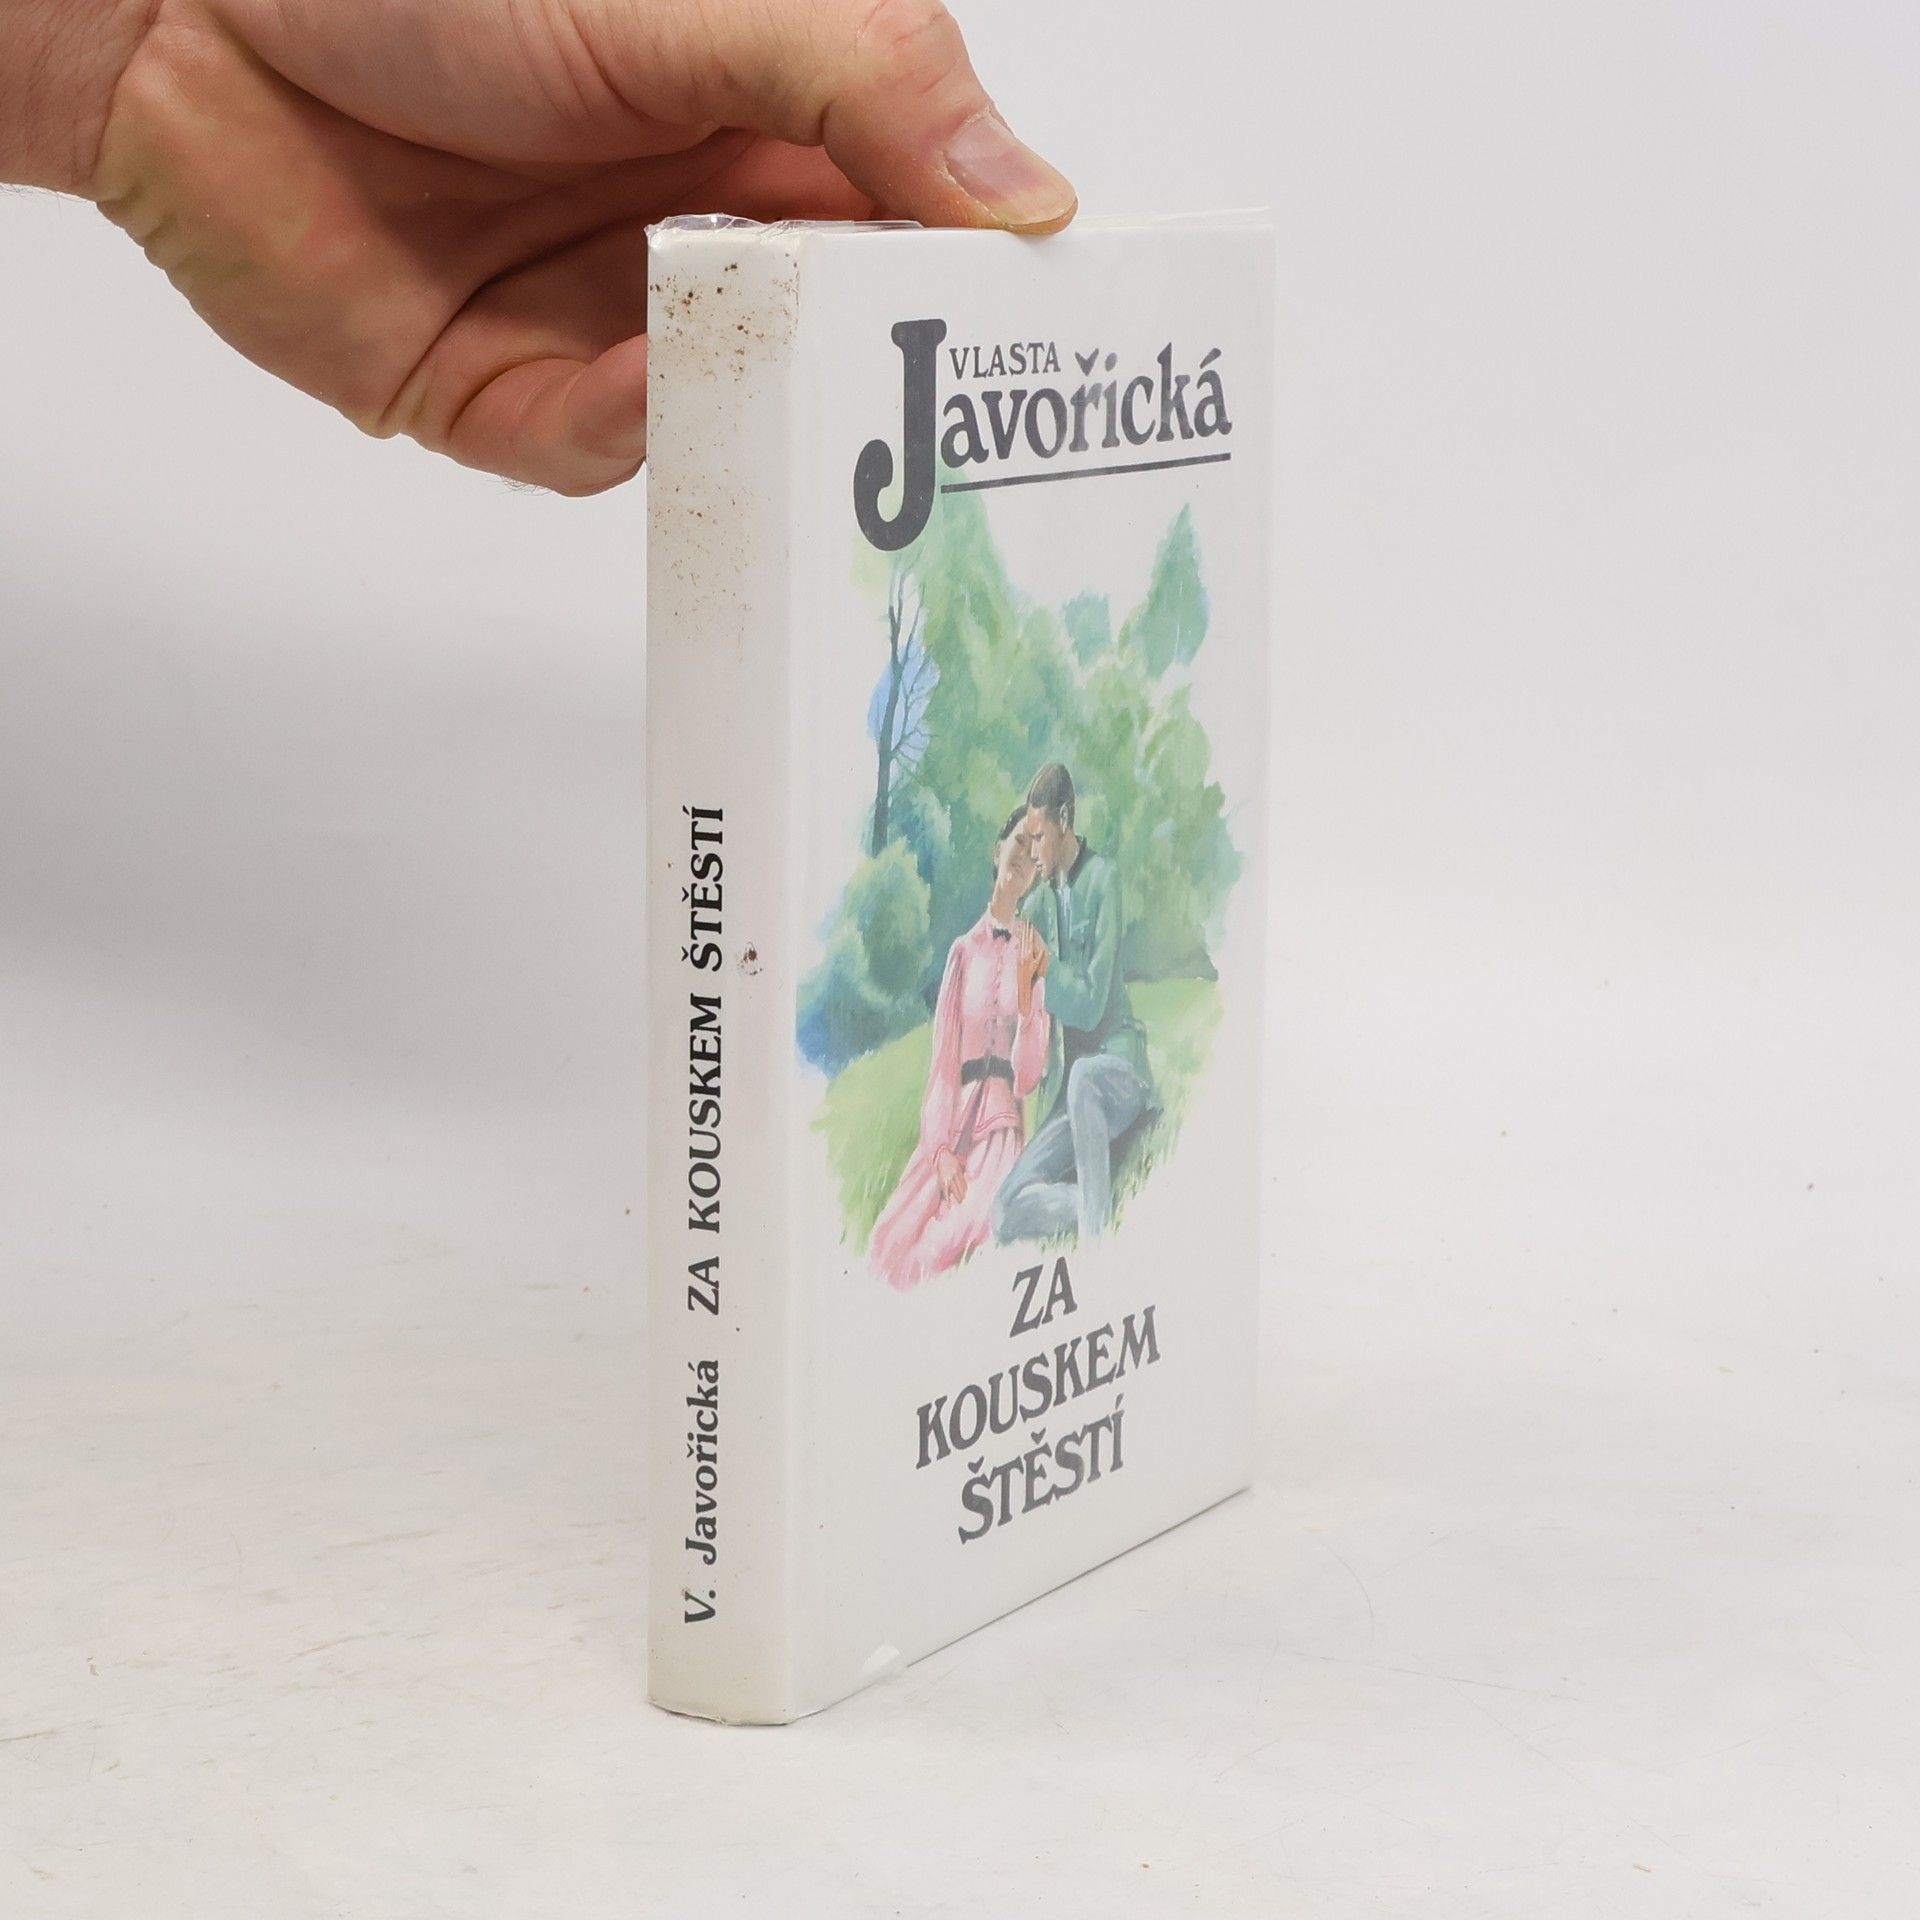 V. Javořická ZA KOUSKEM ŠTĚSTÍ
VLASTA
Javořická
ZA
KOUSKEM
ŠTĚSTÍ